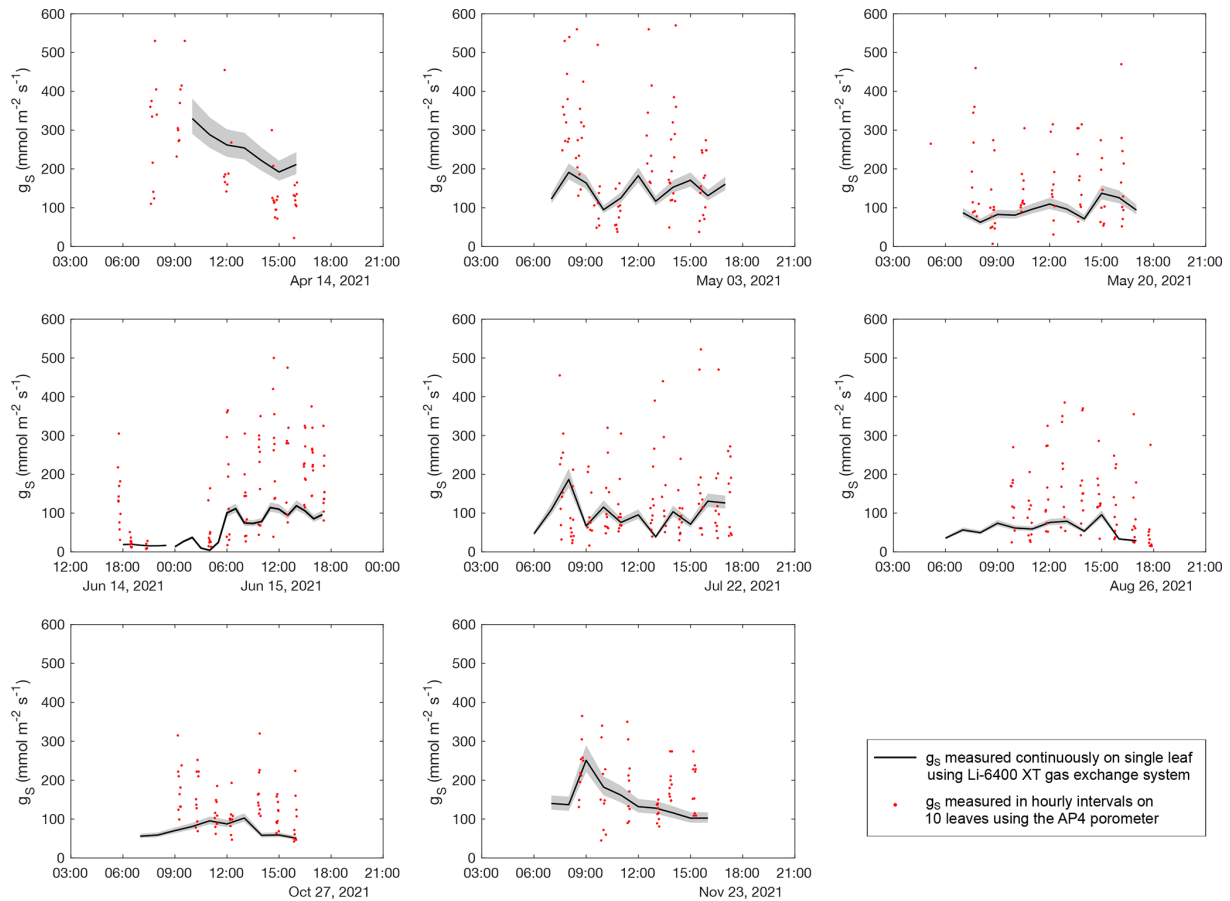 600
500
400
300
200
100
0
gS (mmol m-2 s-1)
03:00 06:00 09:00 12:00 15:00 18:00 21:00
Apr 14, 2021
600
500
400
300
200
100
0
gS (mmol m-2 s-1)
03:00 06:00 09:00 12:00 15:00 18:00 21:00
May 03, 2021
600
500
400
300
200
100
0
gS (mmol m-2 s-1)
03:00 06:00 09:00 12:00 15:00 18:00 21:00
May 20, 2021
600
500
400
300
200
100
0
gS (mmol m-2 s-1)
12:00 18:00 00:00 06:00 12:00 18:00 00:00
Jun 14, 2021 Jun 15, 2021
600
500
400
300
200
100
0
gS (mmol m-2 s-1)
03:00 06:00 09:00 12:00 15:00 18:00 21:00
Jul 22, 2021
600
500
400
300
200
100
0
gS (mmol m-2 s-1)
03:00 06:00 09:00 12:00 15:00 18:00 21:00
Aug 26, 2021
600
500
400
300
200
100
0
gS (mmol m-2 s-1)
03:00 06:00 09:00 12:00 15:00 18:00 21:00
Oct 27, 2021
600
500
400
300
200
100
0
gS (mmol m-2 s-1)
03:00 06:00 09:00 12:00 15:00 18:00 21:00
Nov 23, 2021
gS measured continuously on single leaf
using Li-6400 XT gas exchange system
gS measured in hourly intervals on
10 leaves using the AP4 porometer